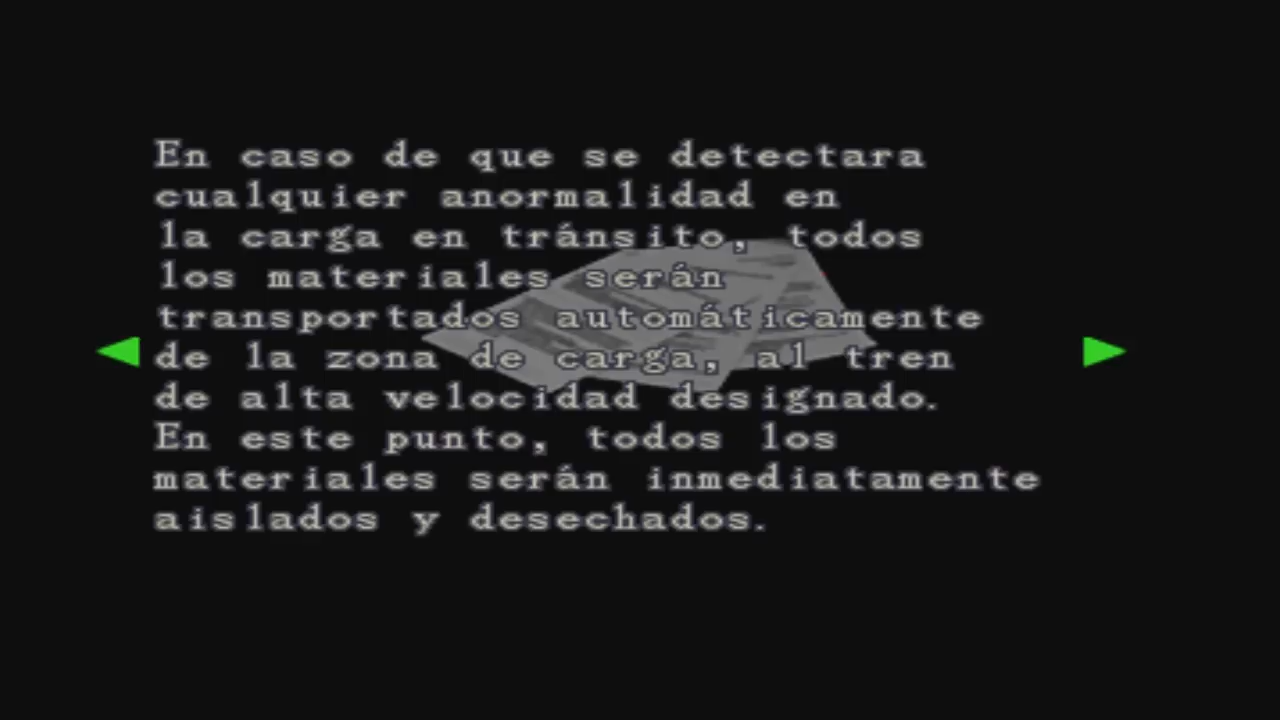 En caso de que se detectara
cualquier anormalidad en
la carga en tránsito, todos
los materiales serán
transportados automáticamente
de la zona de carga, al tren
de alta velocidad designado.
En este punto, todos los
materiales serán inmediatamente
aislados y desechados.